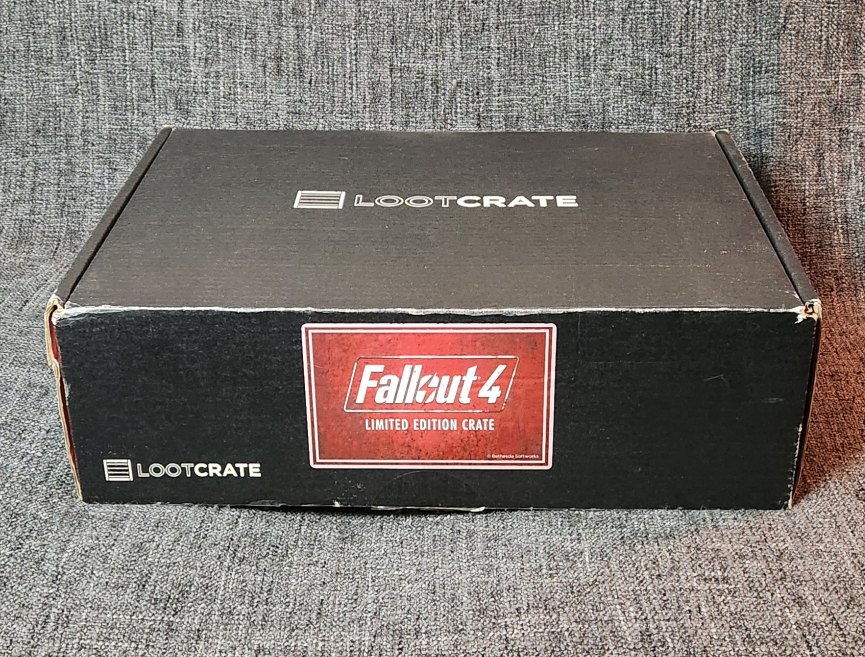 LOOTCRATE
Fallout 4
LIMITED EDITION CRATE
© Bethesda Softworks.
LOOTCRATE